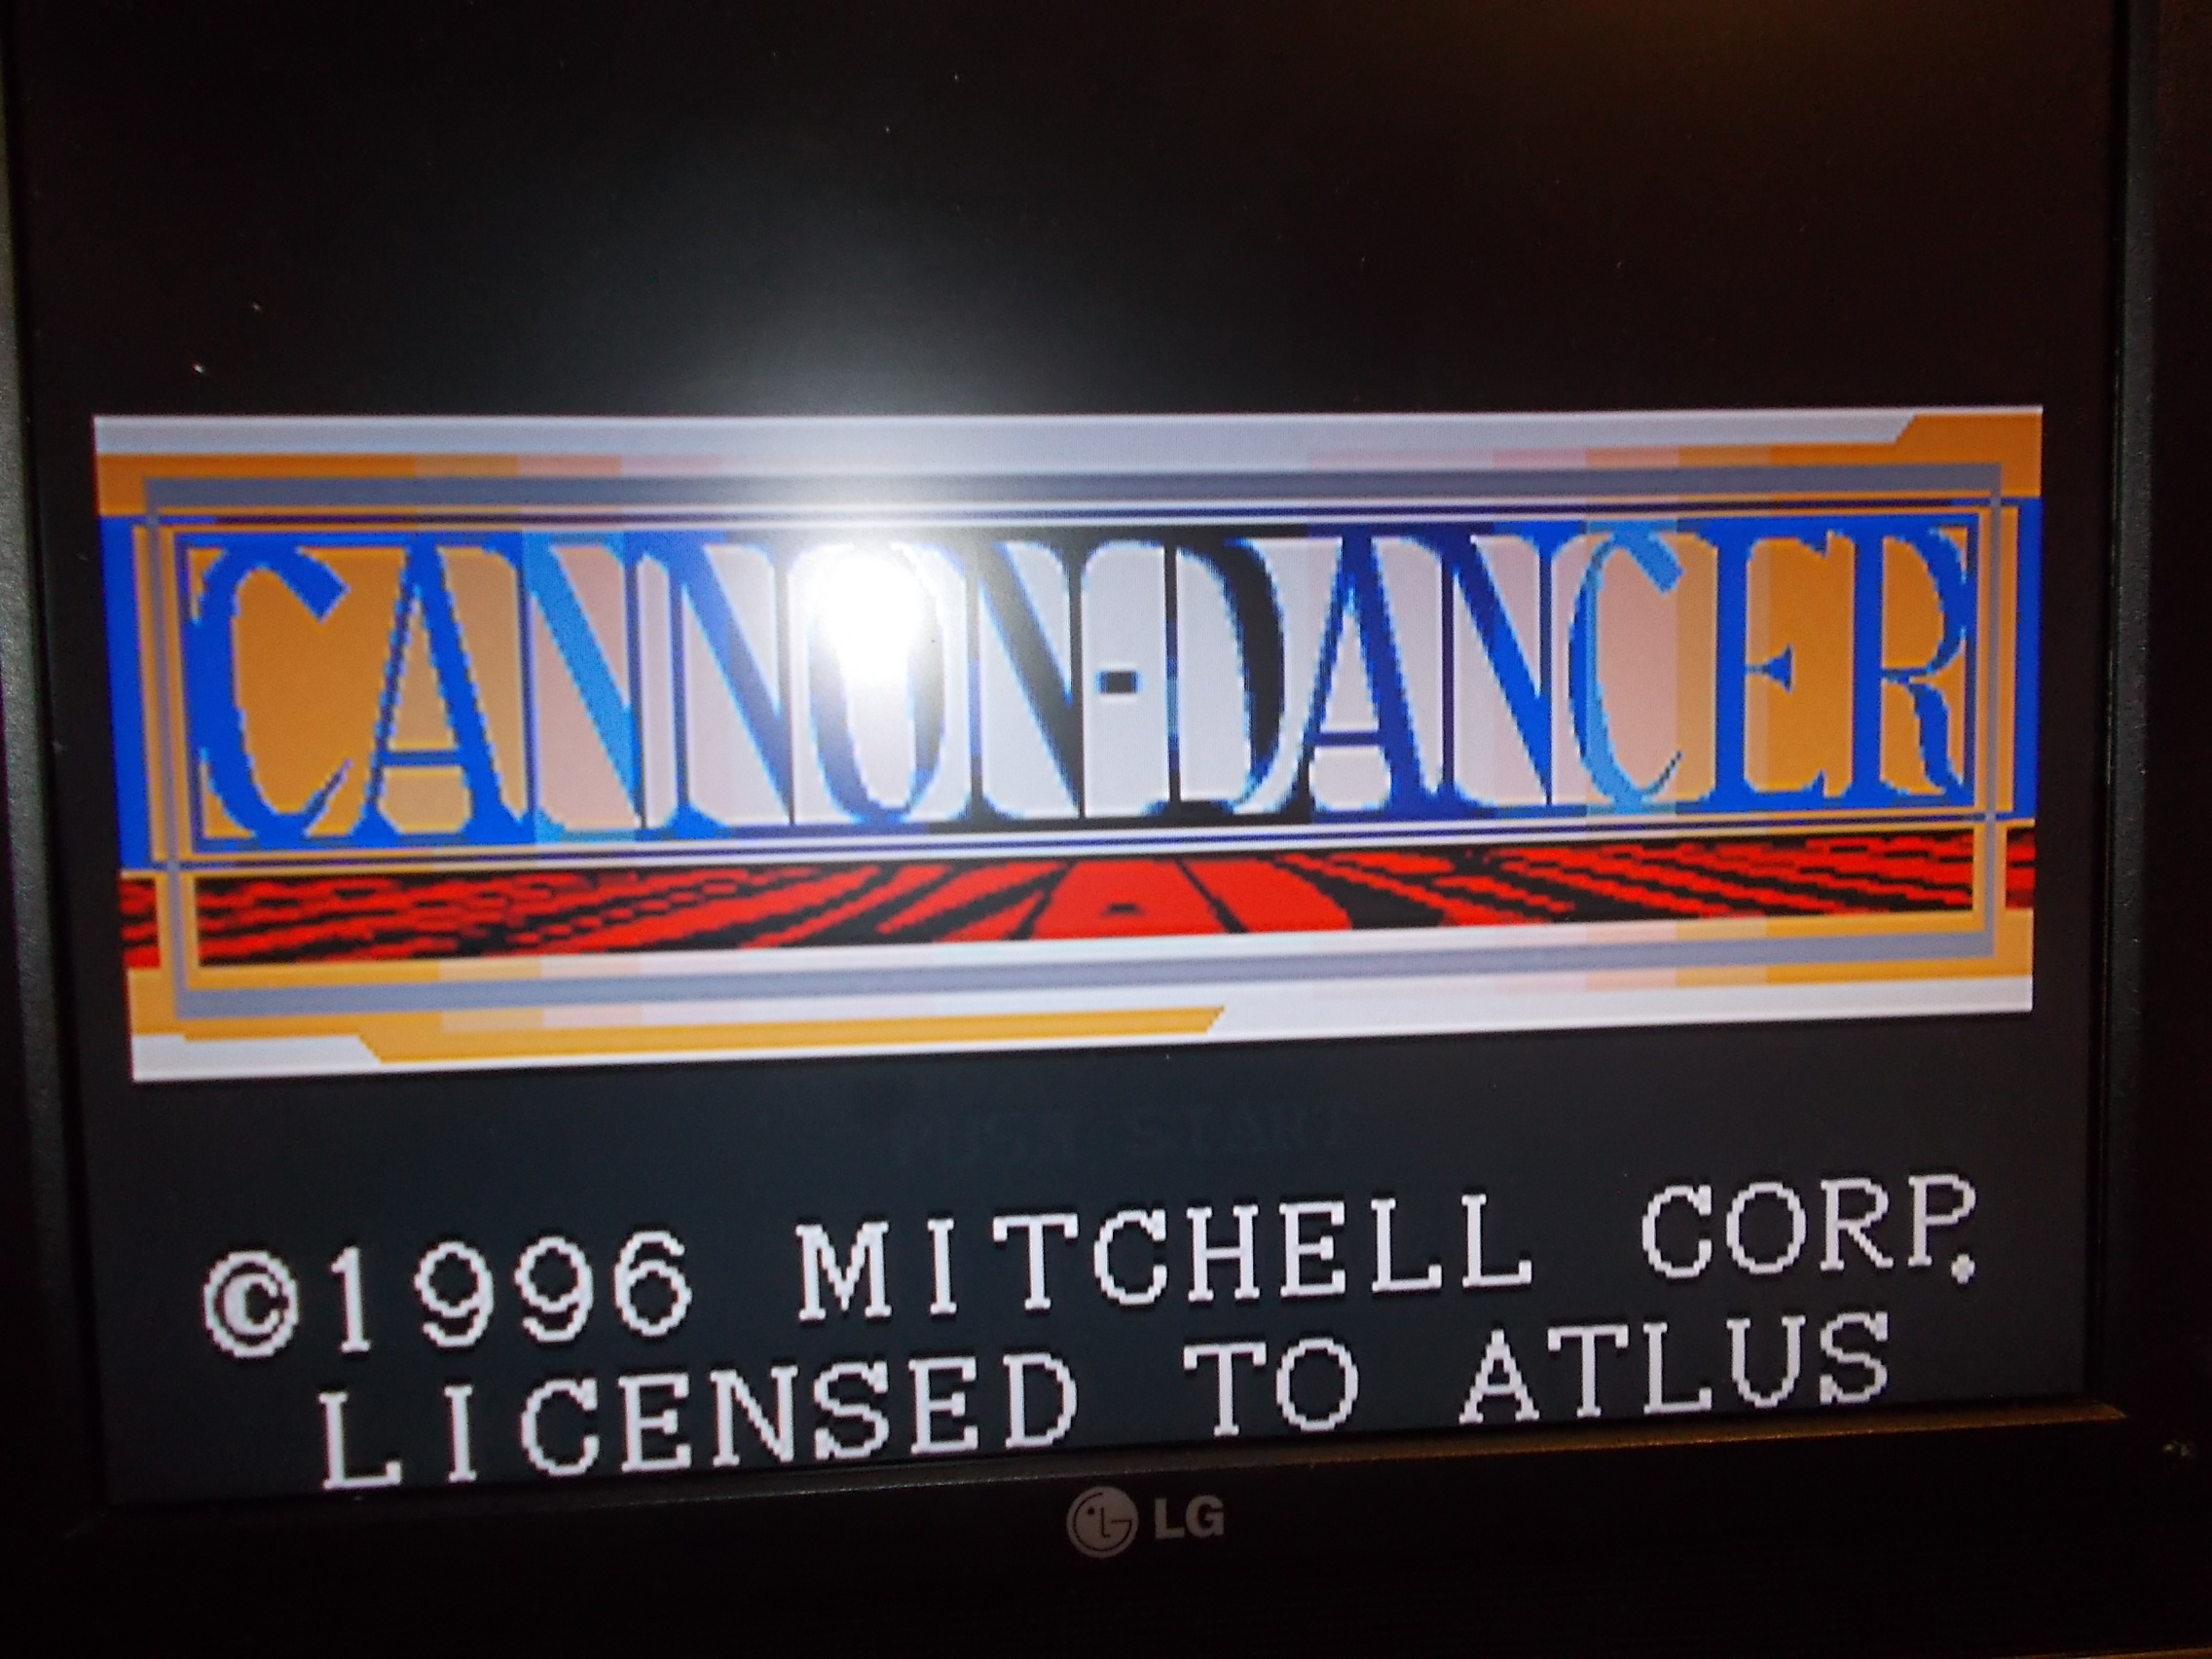 CANNON-DANCER
©1996 MITCHELL CORP.
LICENSED TO ATLUS
LG